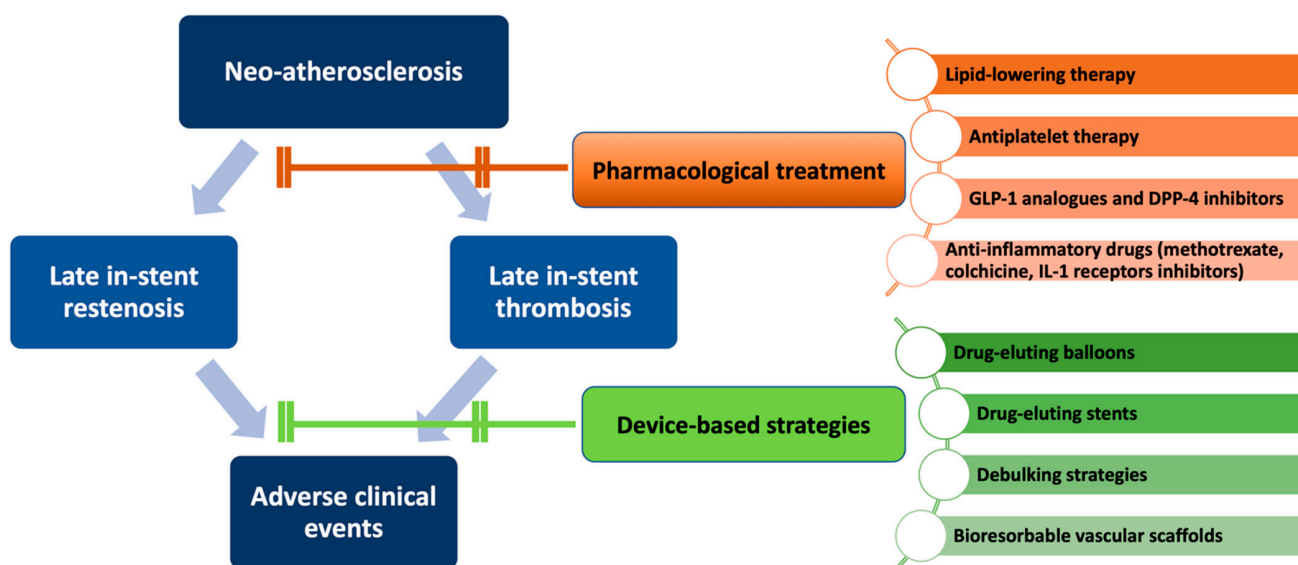 Neo-atherosclerosis
Late in-stent
restenosis
Late in-stent
thrombosis
Adverse clinical
events
Pharmacological treatment
Lipid-lowering therapy
Antiplatelet therapy
GLP-1 analogues and DPP-4 inhibitors
Anti-inflammatory drugs (methotrexate,
colchicine, IL-1 receptors inhibitors)
Device-based strategies
Drug-eluting balloons
Drug-eluting stents
Debulking strategies
Bioresorbable vascular scaffolds